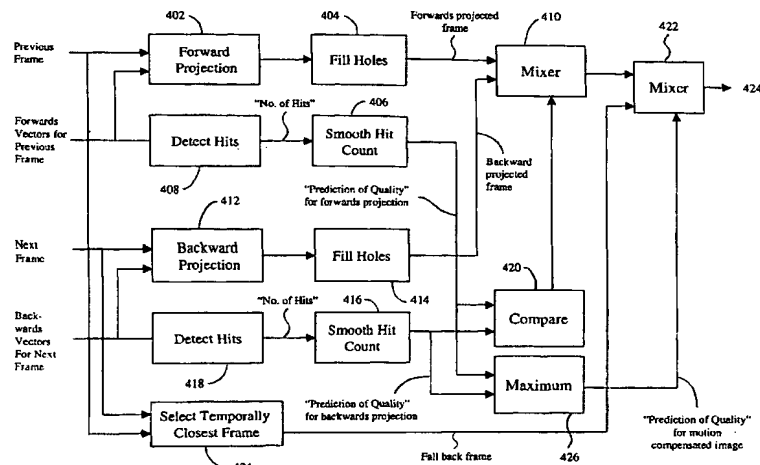 402
404
Forwards projected
frame
410
422
Previous
Frame
Forward
Projection
Fill Holes
Mixer
Mixer
424
Forwards
Vectors for
Previous
Frame
"No. of Hits"
406
Detect Hits
Smooth Hit
Count
408
Backward
projected
frame
"Prediction of Quality"
for forwards projection
412
Next
Frame
Backward
Projection
Fill Holes
414
420
"No. of Hits"
416
Back-
wards
Vectors
For Next
Frame
Detect Hits
Smooth Hit
Count
Compare
418
Maximum
"Prediction of Quality"
for backwards projection
426
Select Temporally
Closest Frame
Fall back frame
"Prediction of Quality"
for motion
compensated image